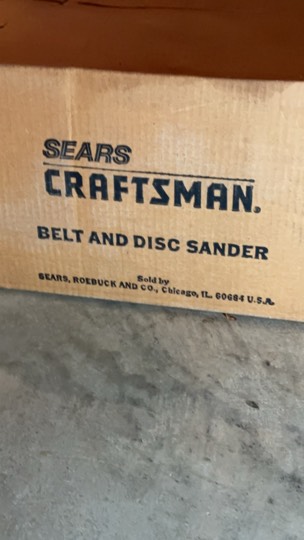 SEARS
CRAFTSMAN.
BELT AND DISC SANDER
Sold by
SEARS, ROEBUCK AND CO., Chicago, IL. 60684 U.S.A.